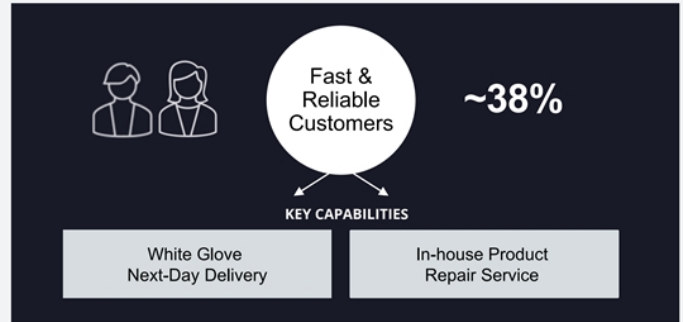 Fast &
Reliable
Customers
~38%
KEY CAPABILITIES
White Glove
Next-Day Delivery
In-house Product
Repair Service